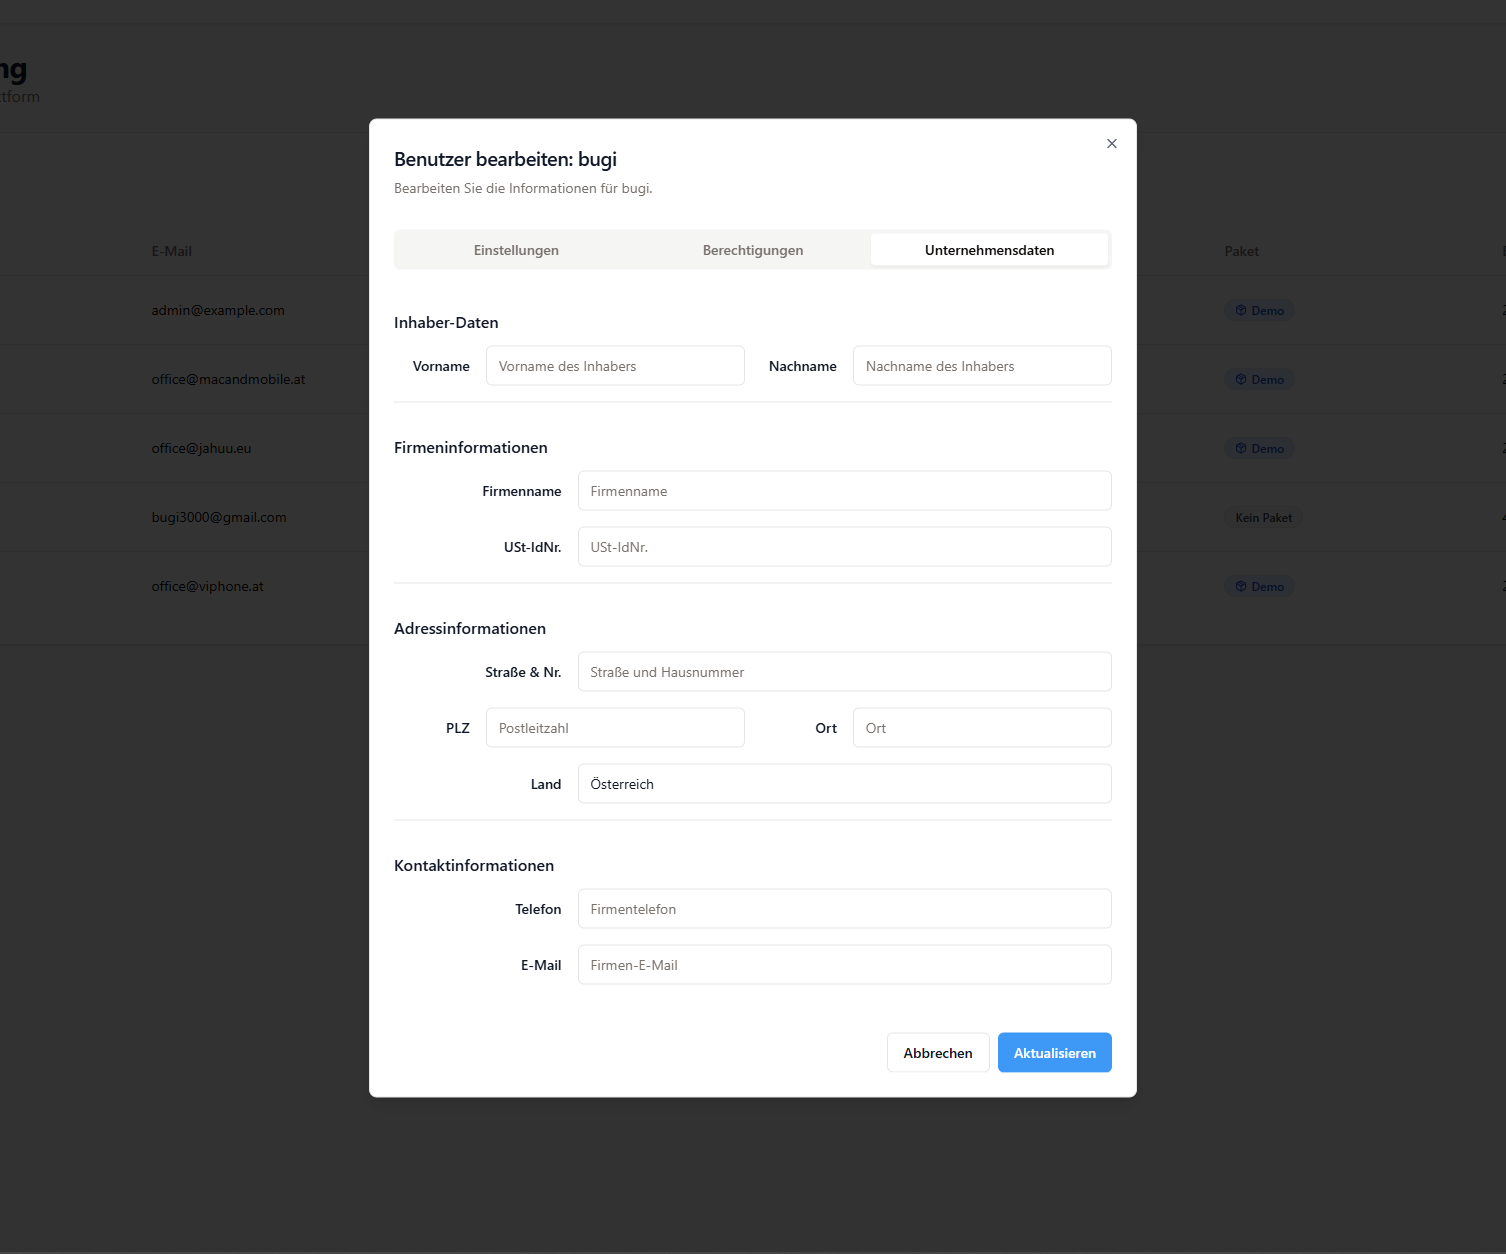 ng
tform
Benutzer bearbeiten: bugi
Bearbeiten Sie die Informationen für bugi.
Einstellungen Berechtigungen Unternehmensdaten
E-Mail
Paket
admin@example.com
Demo
office@macandmobile.at
Demo
office@jahuu.eu
Demo
bugi3000@gmail.com
Kein Paket
office@viphone.at
Demo
Inhaber-Daten
Vorname Vorname des Inhabers Nachname Nachname des Inhabers
Firmeninformationen
Firmenname Firmenname
USt-IdNr. USt-IdNr.
Adressinformationen
Straße & Nr. Straße und Hausnummer
PLZ Postleitzahl Ort Ort
Land Österreich
Kontaktinformationen
Telefon Firmentelefon
E-Mail Firmen-E-Mail
Abbrechen Aktualisieren